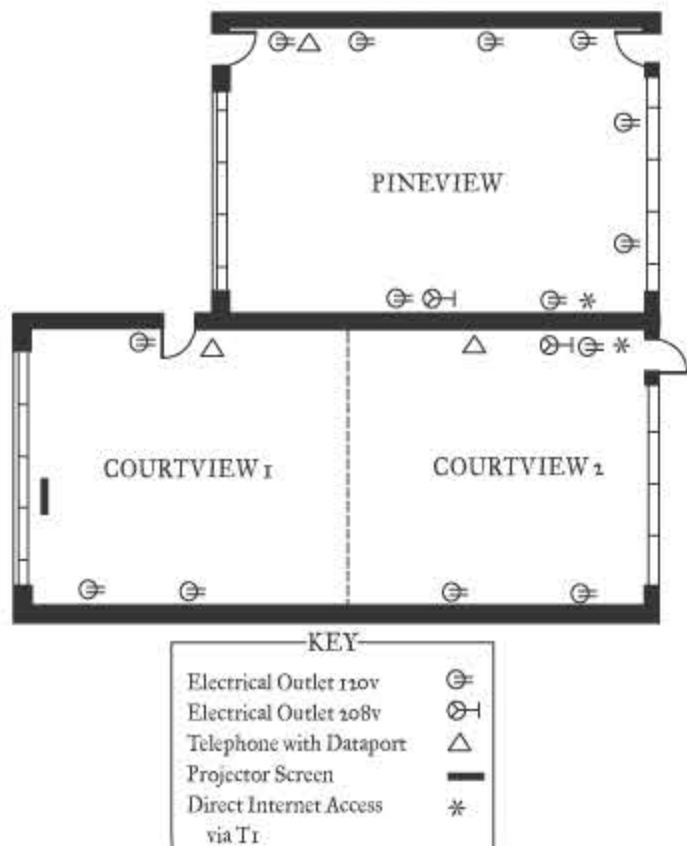 PINEVIEW
COURTVIEW 1
COURTVIEW 2
KEY
Electrical Outlet 120v
Electrical Outlet 208v
Telephone with Dataport
Projector Screen
Direct Internet Access
via T1